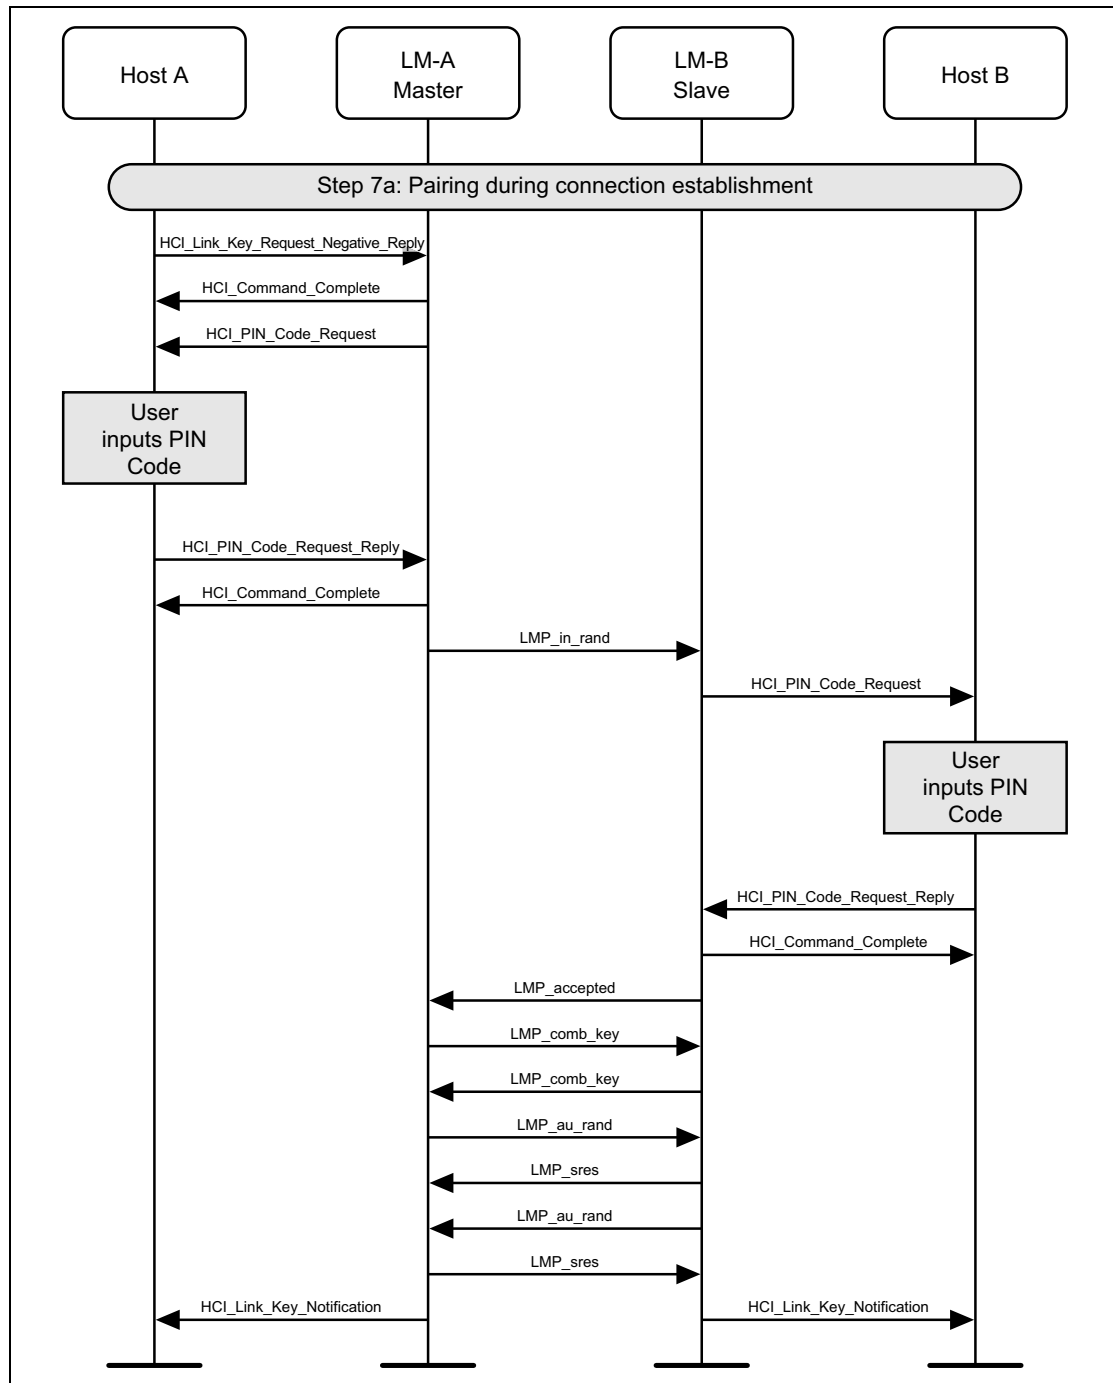 Host A
LM-A
Master
LM-B
Slave
Host B
Step 7a: Pairing during connection establishment
HCI_Link_Key_Request_Negative_Reply
HCI_Command_Complete
HCI_PIN_Code_Request
User
inputs PIN
Code
HCI_PIN_Code_Request_Reply
HCI_Command_Complete
LMP_in_rand
HCI_PIN_Code_Request
User
inputs PIN
Code
HCI_PIN_Code_Request_Reply
HCI_Command_Complete
LMP_accepted
LMP_comb_key
LMP_comb_key
LMP_au_rand
LMP_sres
LMP_au_rand
LMP_sres
HCI_Link_Key_Notification
HCI_Link_Key_Notification